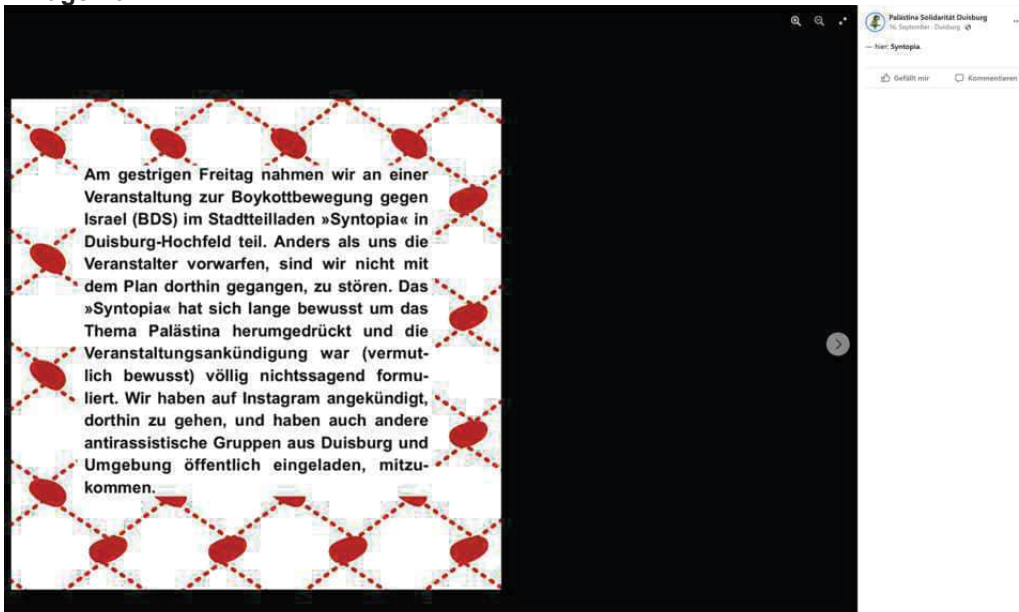 Am gestrigen Freitag nahmen wir an einer
Veranstaltung zur Boykottbewegung gegen
Israel (BDS) im Stadtteilladen »Syntopia« in
Duisburg-Hochfeld teil. Anders als uns die
Veranstalter vorwarfen, sind wir nicht mit
dem Plan dorthin gegangen, zu stören. Das
»Syntopia« hat sich lange bewusst um das
Thema Palästina herumgedrückt und die
Veranstaltungsankündigung war (vermut-
lich bewusst) völlig nichtssagend formu-
liert. Wir haben auf Instagram angekündigt,
dorthin zu gehen, und haben auch andere
antirassistische Gruppen aus Duisburg und
Umgebung öffentlich eingeladen, mitzu-
kommen.
Palästina Solidarität Duisburg
16. September · Duisburg
— hier: Syntopia.
Gefällt mir
Kommentieren